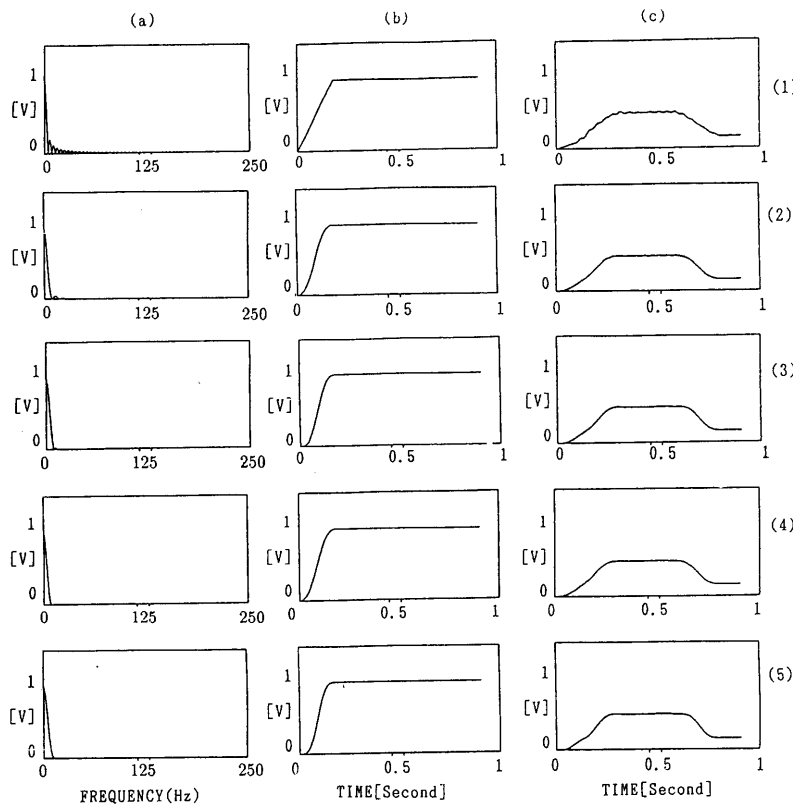 (a) (b) (c)
1 1 1 (1)
[V] [V] [V]
0 0 0
0 125 250 0 0.5 1 0 0.5 1
1 1 1 (2)
[V] [V] [V]
0 0 0
0 125 250 0 0.5 1 0 0.5 1
1 1 1 (3)
[V] [V] [V]
0 0 0
0 125 250 0 0.5 1 0 0.5 1
1 1 1 (4)
[V] [V] [V]
0 0 0
0 125 250 0 0.5 1 0 0.5 1
1 1 1 (5)
[V] [V] [V]
0 0 0
0 125 250 0 0.5 1 0 0.5 1
FREQUENCY(Hz) TIME[Second] TIME[Second]